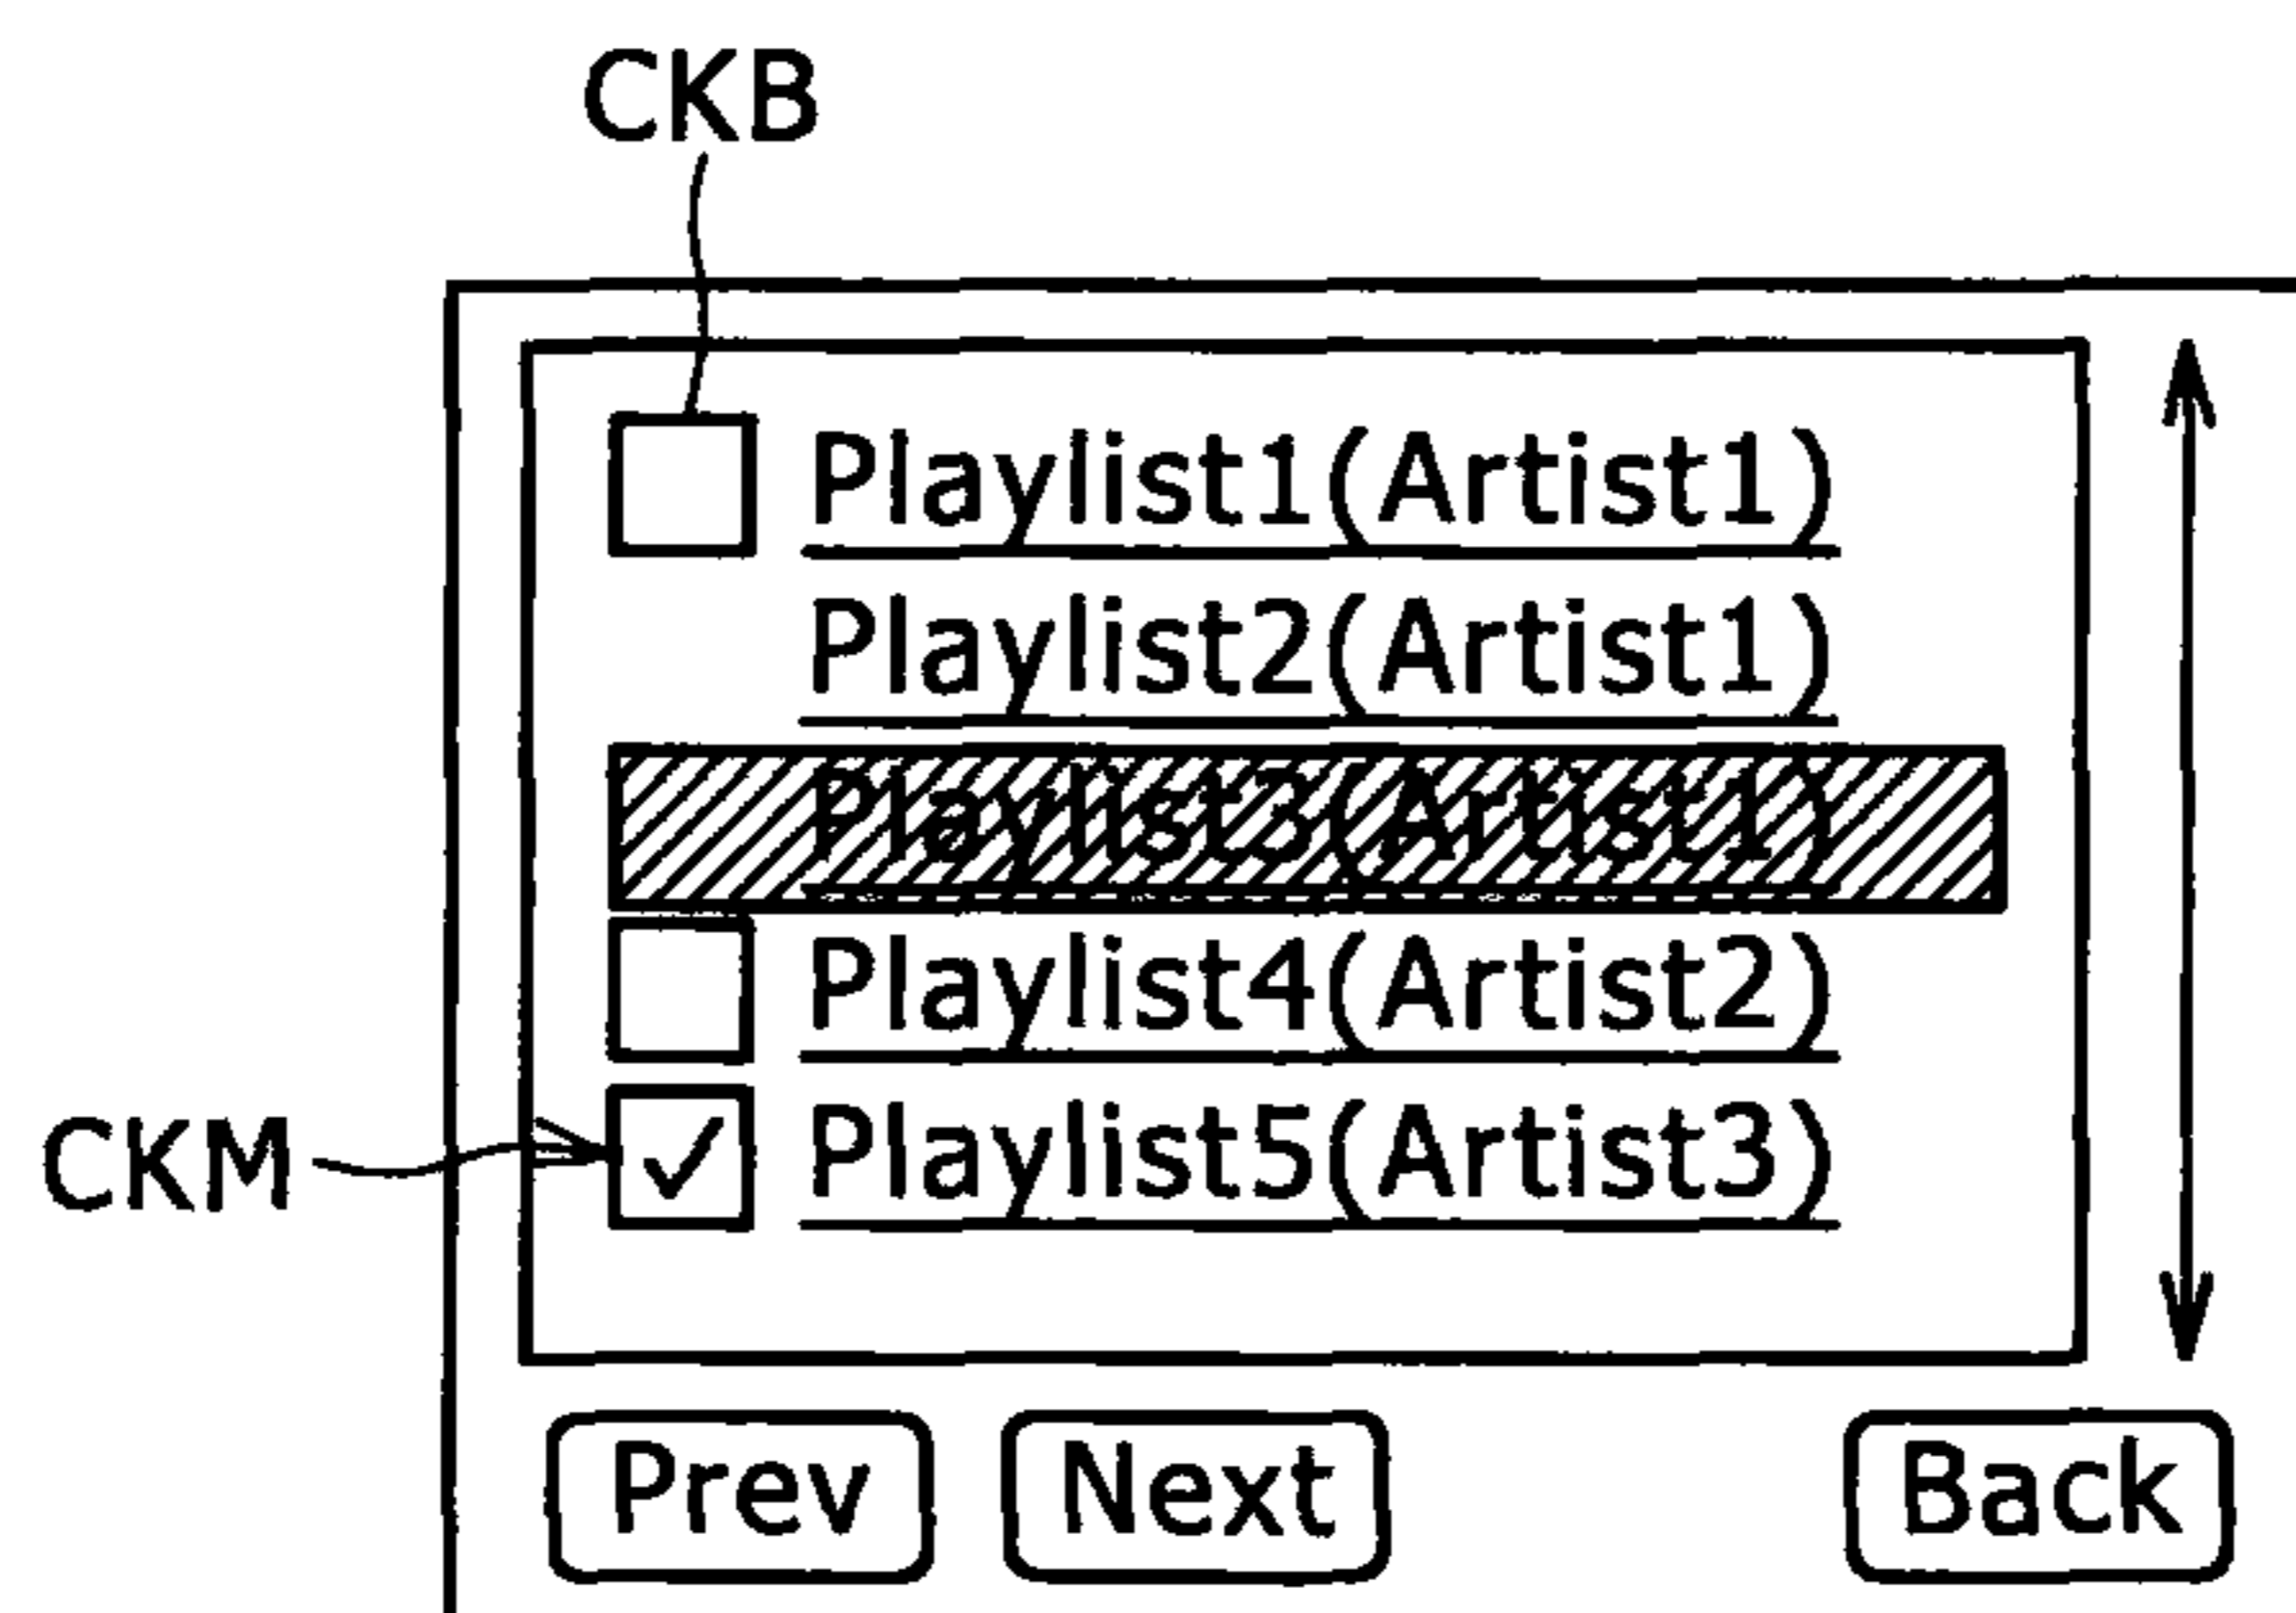 CKB
Playlist1(Artist1)
Playlist2(Artist1)
Playlist3(Artist1)
Playlist4(Artist2)
CKM Playlist5(Artist3)
Prev Next Back